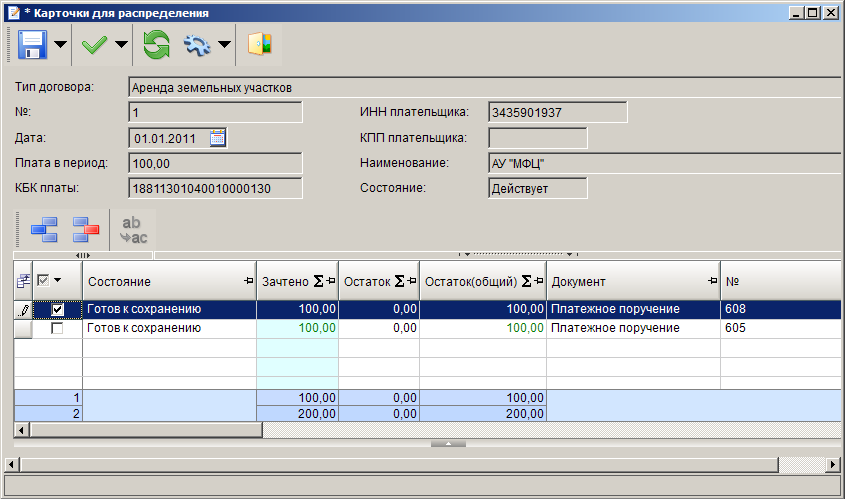 * Карточки для распределения
Тип договора: Аренда земельных участков
№: 1 ИНН плательщика: 3435901937
Дата: 01.01.2011 КПП плательщика:
Плата в период: 100,00 Наименование: АУ "МФЦ"
КБК платы: 18811301040010000130 Состояние: Действует
ab
ac
Состояние Зачтено Σ Остаток Σ Остаток(общий) Σ Документ №
Готов к сохранению 100,00 0,00 100,00 Платежное поручение 608
Готов к сохранению 100,00 0,00 100,00 Платежное поручение 605
1 100,00 0,00 100,00
2 200,00 0,00 200,00